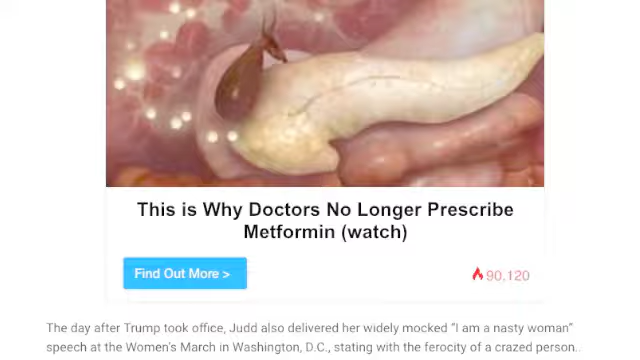 This is Why Doctors No Longer Prescribe
Metformin (watch)
Find Out More >
90,120
The day after Trump took office, Judd also delivered her widely mocked “I am a nasty woman”
speech at the Women's March in Washington, D.C., stating with the ferocity of a crazed person..